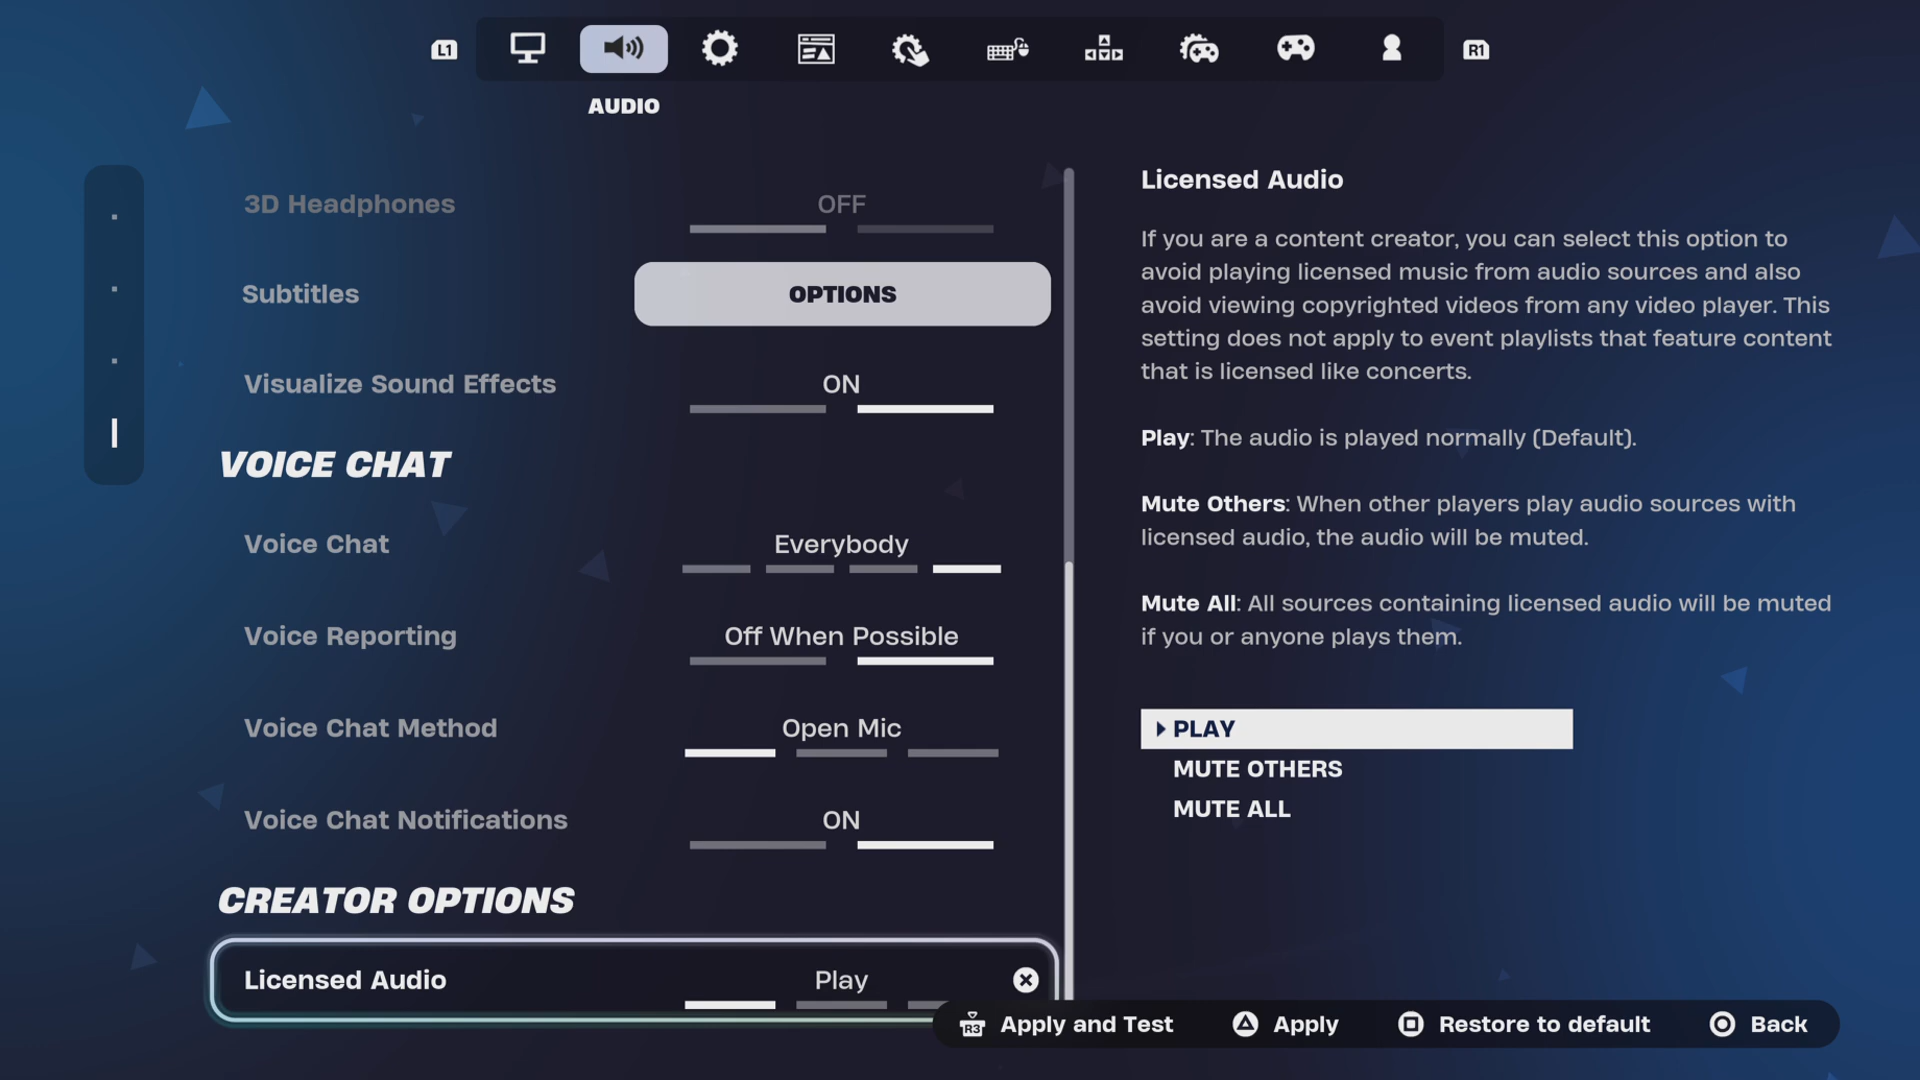 L1
R1
AUDIO
3D Headphones
OFF
Subtitles
OPTIONS
Visualize Sound Effects
ON
VOICE CHAT
Voice Chat
Everybody
Voice Reporting
Off When Possible
Voice Chat Method
Open Mic
Voice Chat Notifications
ON
CREATOR OPTIONS
Licensed Audio
Play
Licensed Audio
If you are a content creator, you can select this option to
avoid playing licensed music from audio sources and also
avoid viewing copyrighted videos from any video player. This
setting does not apply to event playlists that feature content
that is licensed like concerts.
Play: The audio is played normally (Default).
Mute Others: When other players play audio sources with
licensed audio, the audio will be muted.
Mute All: All sources containing licensed audio will be muted
if you or anyone plays them.
PLAY
MUTE OTHERS
MUTE ALL
R3 Apply and Test
Apply
Restore to default
Back